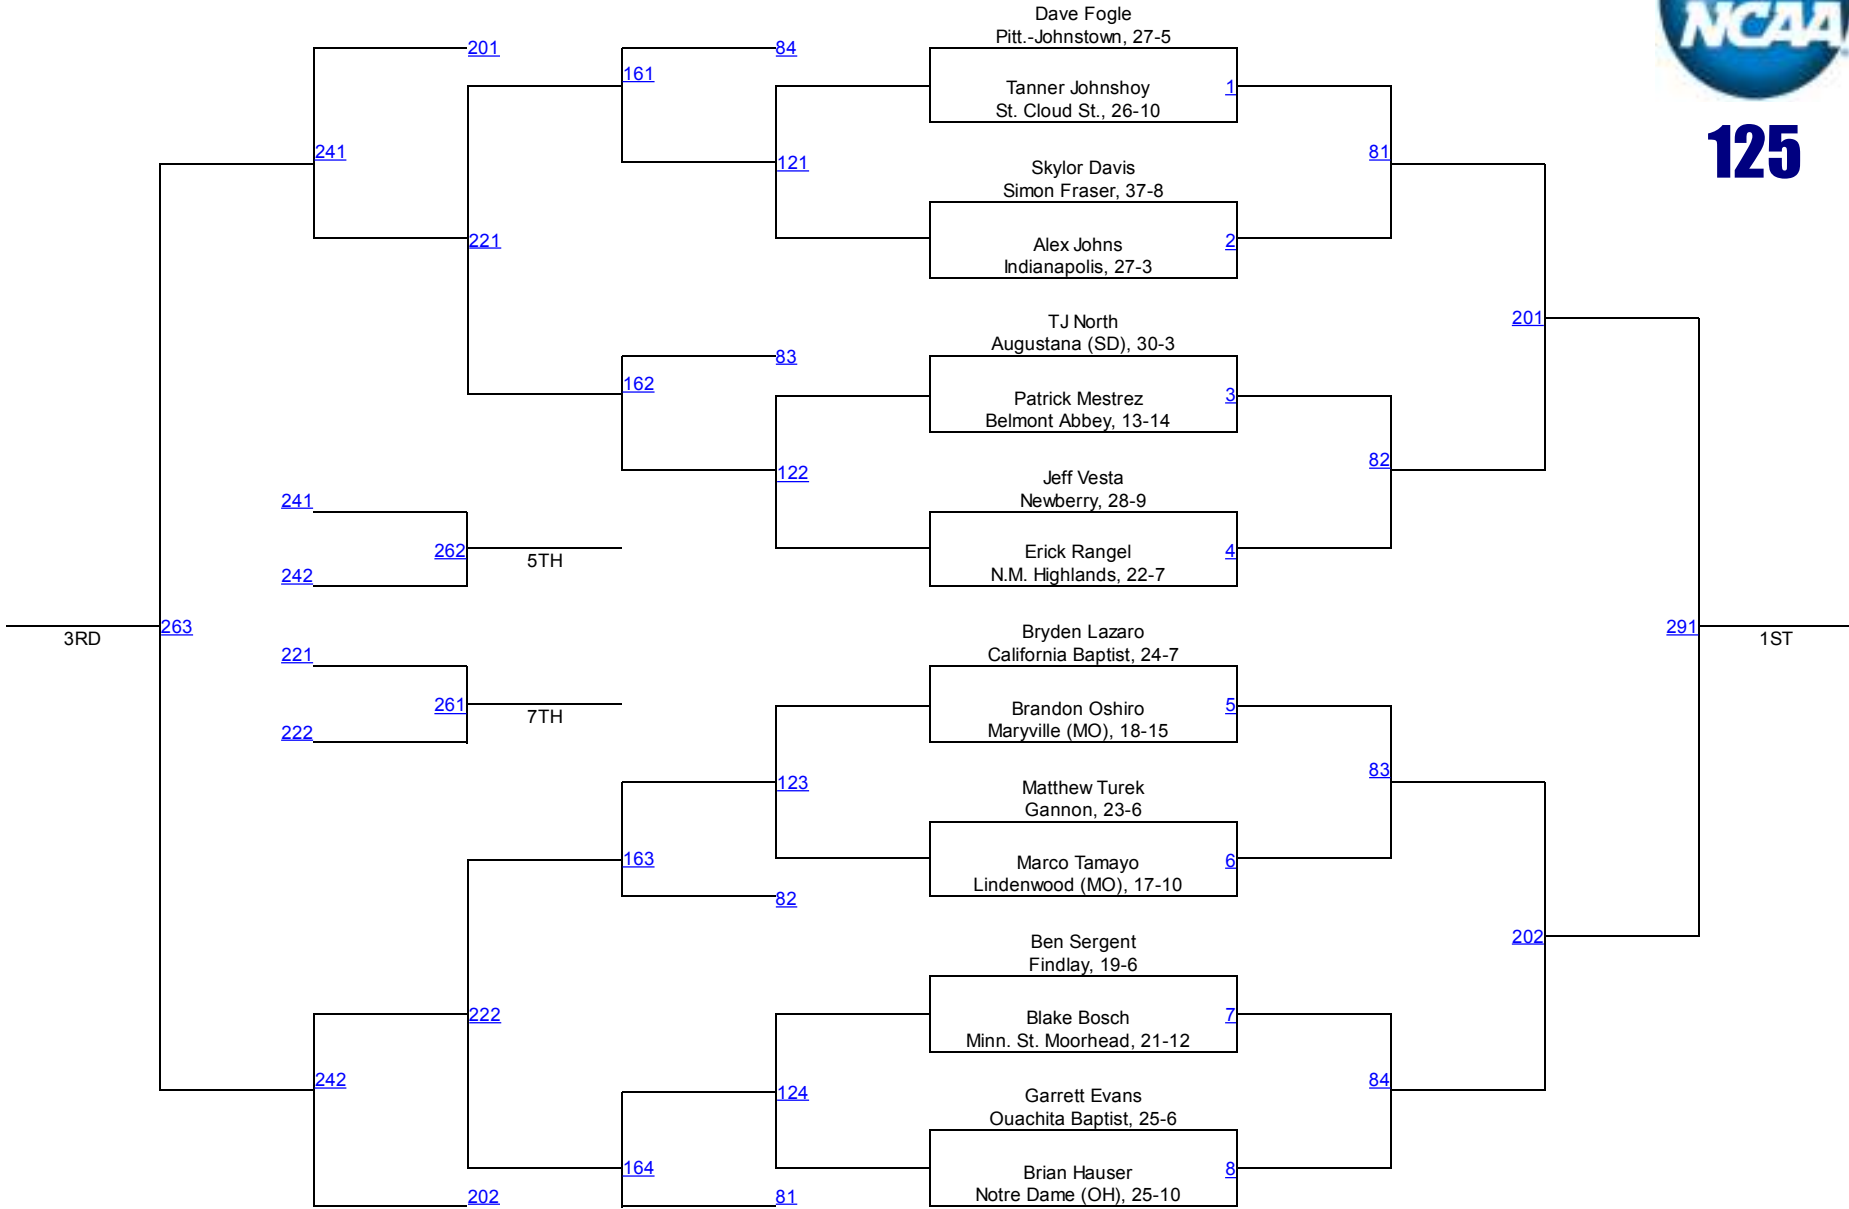 NCAA
125
Dave Fogle
Pitt.-Johnstown, 27-5
201
84
161
Tanner Johnshoy
1
St. Cloud St., 26-10
241
121
81
Skylor Davis
Simon Fraser, 37-8
221
Alex Johns
2
Indianapolis, 27-3
TJ North
201
Augustana (SD), 30-3
83
162
Patrick Mestrez
3
Belmont Abbey, 13-14
122
82
Jeff Vesta
241
Newberry, 28-9
262
5TH
Erick Rangel
4
242
N.M. Highlands, 22-7
263
3RD
Bryden Lazaro
291
1ST
221
California Baptist, 24-7
261
7TH
Brandon Oshiro
5
222
Maryville (MO), 18-15
123
83
Matthew Turek
Gannon, 23-6
163
Marco Tamayo
6
Lindenwood (MO), 17-10
82
Ben Sergent
202
Findlay, 19-6
222
Blake Bosch
7
Minn. St. Moorhead, 21-12
242
124
84
Garrett Evans
Ouachita Baptist, 25-6
164
Brian Hauser
8
202
81
Notre Dame (OH), 25-10